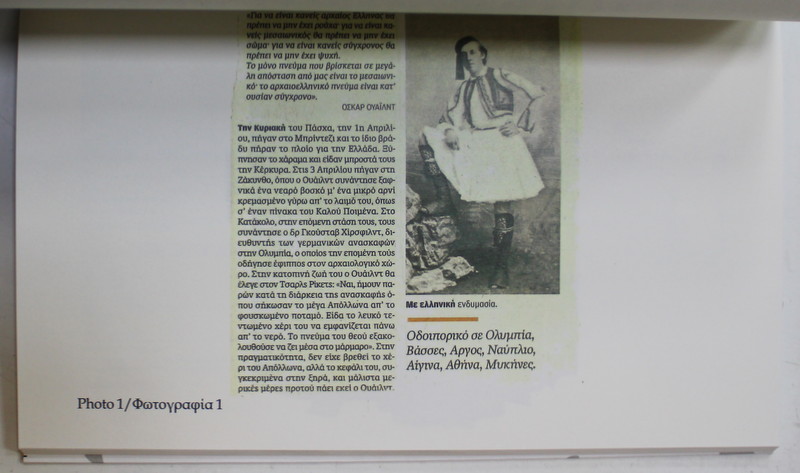 «Για να είναι κανείς αρχαίος Έλληνας θα
πρέπει να μην έχει ρούχα· για να είναι κα-
νείς μεσαιωνικός θα πρέπει να μην έχει
σώμα· για να είναι κανείς σύγχρονος θα
πρέπει να μην έχει ψυχή.
Το μόνο πνεύμα που βρίσκεται σε μεγά-
λη απόσταση από μας είναι το μεσαιωνι-
κό· το αρχαιοελληνικό πνεύμα είναι κατ'
ουσίαν σύγχρονο».
ΟΣΚΑΡ ΟΥΑΪΛΝΤ
Την Κυριακή του Πάσχα, την 1η Απριλί-
ου, πήγαν στο Μπρίντεζι και το ίδιο βρά-
δυ πήραν το πλοίο για την Ελλάδα. Ξύ-
πνησαν το χάραμα και είδαν μπροστά τους
την Κέρκυρα. Στις 3 Απριλίου πήγαν στη
Ζάκυνθο, όπου ο Ουάιλντ συνάντησε ξαφ-
νικά ένα νεαρό βοσκό μ' ένα μικρό αρνί
κρεμασμένο γύρω απ' το λαιμό του, όπως
σ' έναν πίνακα του Καλού Ποιμένα. Στο
Κατάκολο, στην επόμενη στάση τους, τους
συνάντησε ο δρ Γκούσταβ Χίρσφιλντ, δι-
ευθυντής των γερμανικών ανασκαφών
στην Ολυμπία, ο οποίος την επομένη τούς
οδήγησε έφιππος στον αρχαιολογικό χώ-
ρο. Στην κατοπινή ζωή του ο Ουάιλντ θα
έλεγε στον Τσαρλς Ρίκετς: «Ναι, ήμουν πα-
ρών κατά τη διάρκεια της ανασκαφής ό-
που σήκωσαν το μέγα Απόλλωνα απ' το
φουσκωμένο ποταμό. Είδα το λευκό τε-
ντωμένο χέρι του να εμφανίζεται πάνω
απ' το νερό. Το πνεύμα του θεού εξακο-
λουθούσε να ζει μέσα στο μάρμαρο». Στην
πραγματικότητα, δεν είχε βρεθεί το χέ-
ρι του Απόλλωνα, αλλά το κεφάλι του, συ-
γκεκριμένα στην ξηρά, και μάλιστα με-
ρικές μέρες προτού πάει εκεί ο Ουάιλντ.
Με ελληνική ενδυμασία.
Οδοιπορικό σε Ολυμπία,
Βάσσες, Αργος, Ναύπλιο,
Αίγινα, Αθήνα, Μυκήνες.
Photo 1/Φωτογραφία 1